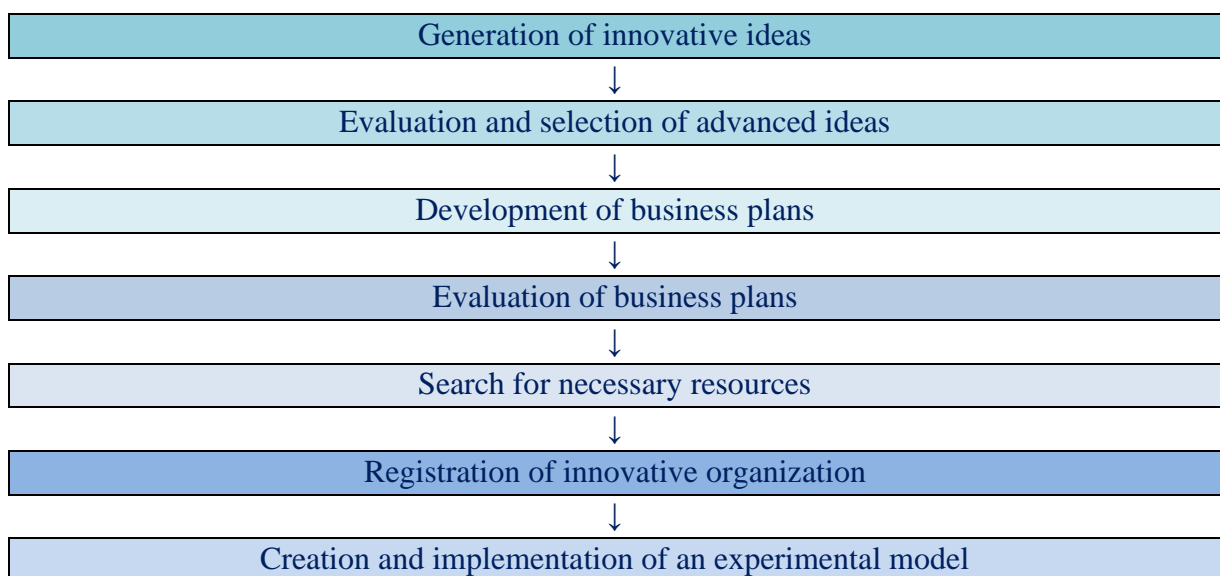 Generation of innovative ideas
↓
Evaluation and selection of advanced ideas
↓
Development of business plans
↓
Evaluation of business plans
↓
Search for necessary resources
↓
Registration of innovative organization
↓
Creation and implementation of an experimental model